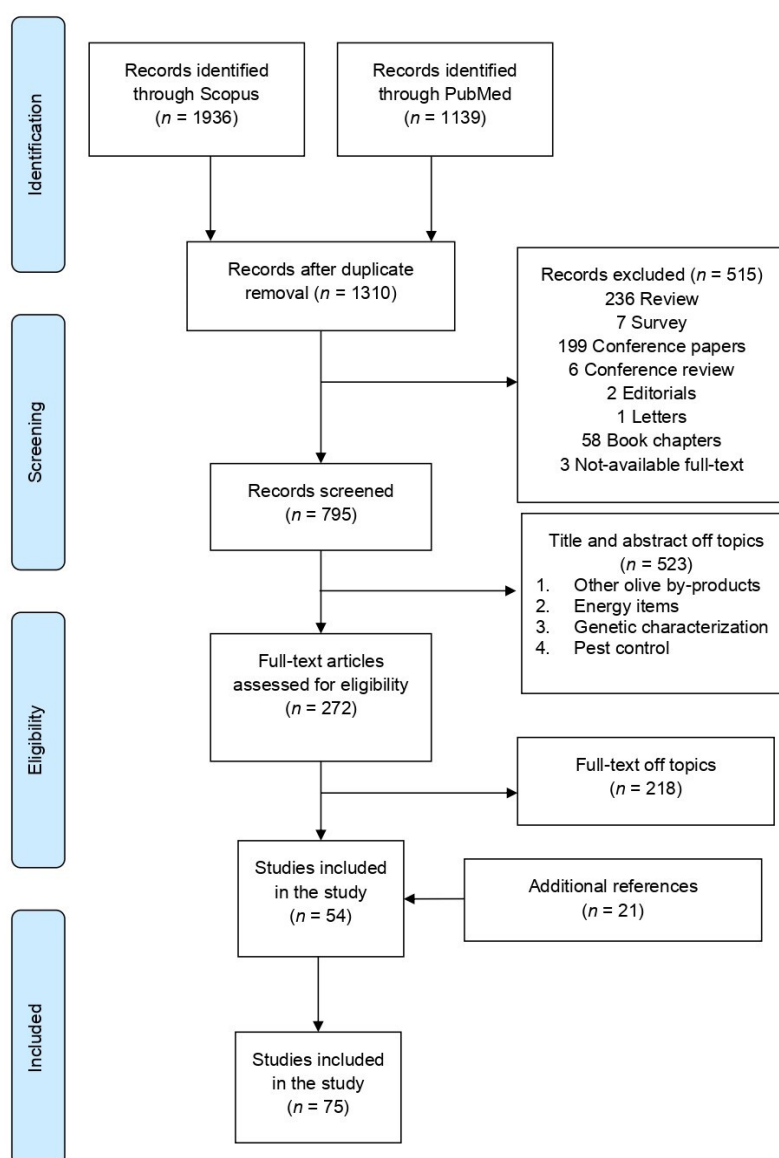 Identification
Records identified
through Scopus
(n = 1936)
Records identified
through PubMed
(n = 1139)
Records after duplicate
removal (n = 1310)
Records excluded (n = 515)
236 Review
7 Survey
199 Conference papers
6 Conference review
2 Editorials
1 Letters
58 Book chapters
3 Not-available full-text
Screening
Records screened
(n = 795)
Title and abstract off topics
(n = 523)
1. Other olive by-products
2. Energy items
3. Genetic characterization
4. Pest control
Eligibility
Full-text articles
assessed for eligibility
(n = 272)
Full-text off topics
(n = 218)
Studies included
in the study
(n = 54)
Additional references
(n = 21)
Included
Studies included
in the study
(n = 75)